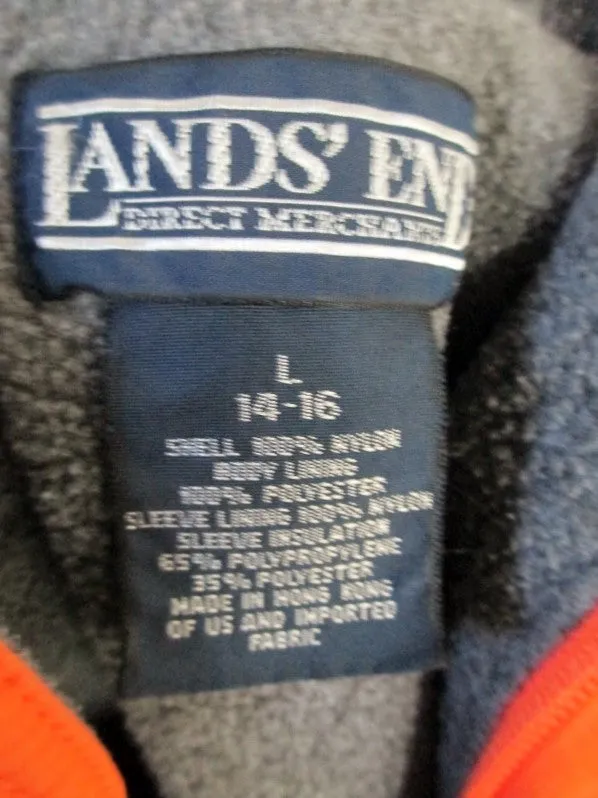 LANDS' END
DIRECT MERCHANTS
L
14-16
SHELL 100% NYLON
BODY LINING
100% POLYESTER
SLEEVE LINING 100% NYLON
SLEEVE INSULATION
65% POLYPROPYLENE
35% POLYESTER
MADE IN HONG KONG
OF US AND IMPORTED
FABRIC